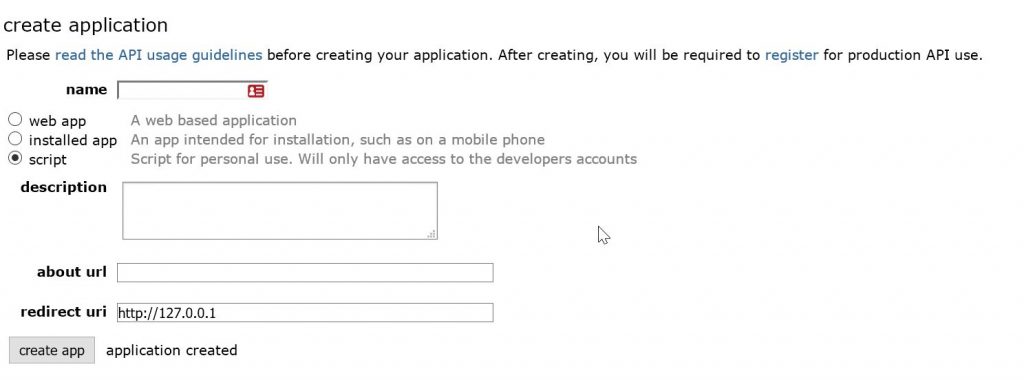 create application
Please read the API usage guidelines before creating your application. After creating, you will be required to register for production API use.
name
web app A web based application
installed app An app intended for installation, such as on a mobile phone
script Script for personal use. Will only have access to the developers accounts
description
about url
redirect uri http://127.0.0.1
create app application created